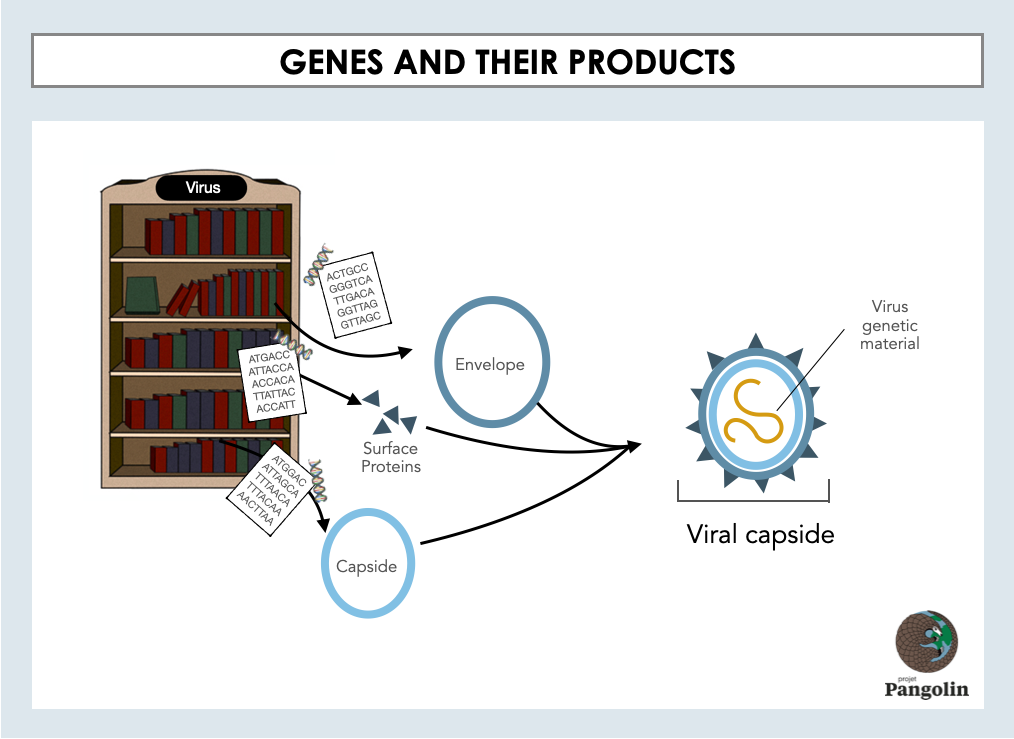 GENES AND THEIR PRODUCTS
Virus
ACTGCC
GGGTCA
TTGACA
GGTTAG
GTTAGC
ATGACC
ATTACCA
ACCACA
TTATTAC
ACCATT
ATGGAC
ATTAGCA
TTTAACA
TTTACAA
AACTTAA
Envelope
Surface
Proteins
Capside
Virus
genetic
material
Viral capside
projet
Pangolin